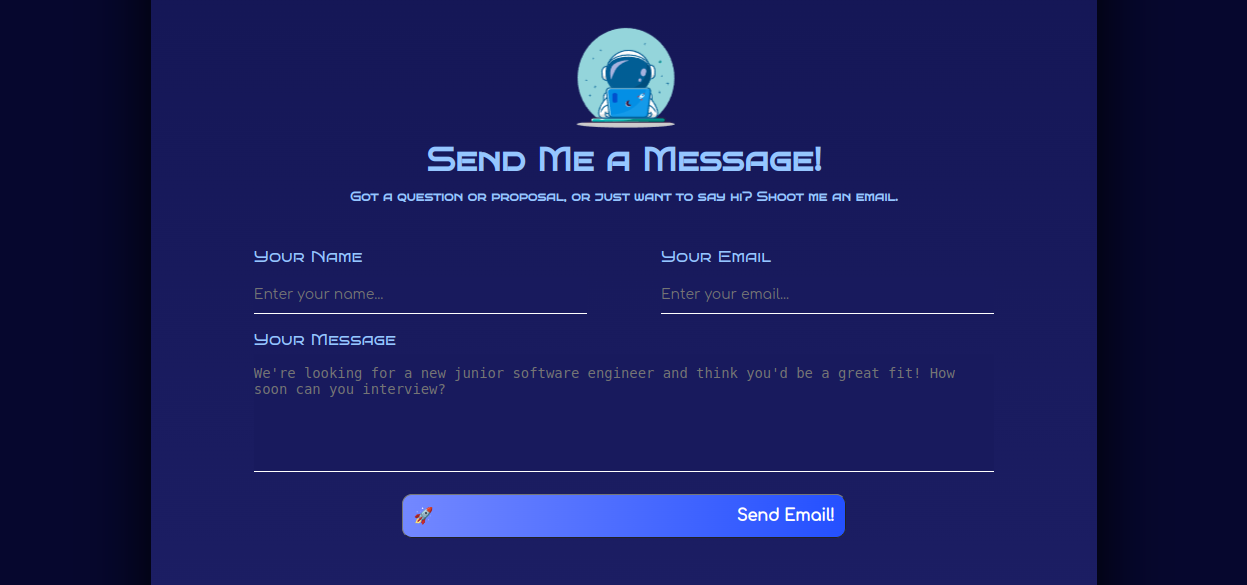 Send Me a Message!
Got a question or proposal, or just want to say hi? Shoot me an email.
Your Name
Your Email
Enter your name...
Enter your email...
Your Message
We're looking for a new junior software engineer and think you'd be a great fit! How
soon can you interview?
🚀 Send Email!